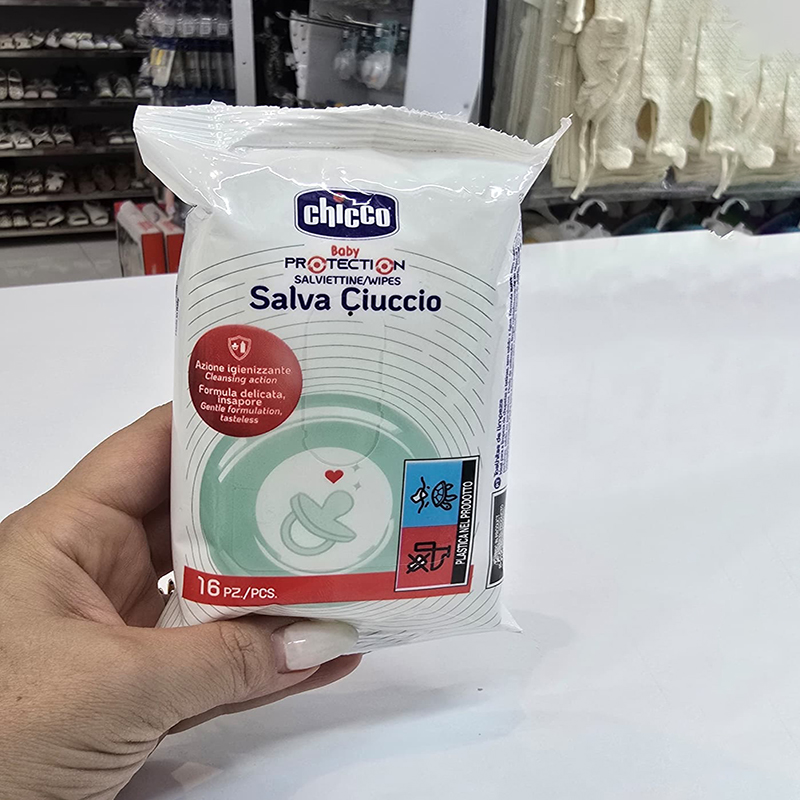 chicco
Baby
PROTECTION
SALVIETTINE/WIPES
Salva Ciuccio
Azione igienizzante
Cleansing action
Formula delicata,
insapore
Gentle formulation,
tasteless
PLASTICA NEL PRODOTTO
16 PZ./PCS.